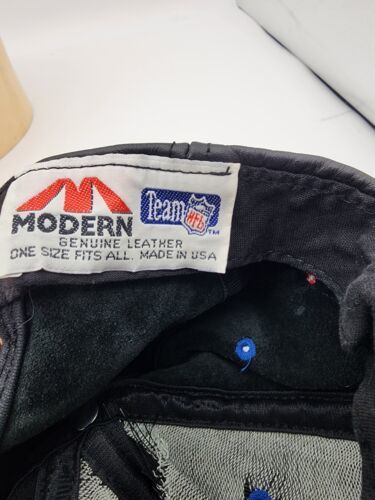 MODERN
GENUINE LEATHER
ONE SIZE FITS ALL. MADE IN USA
Team NFL TM